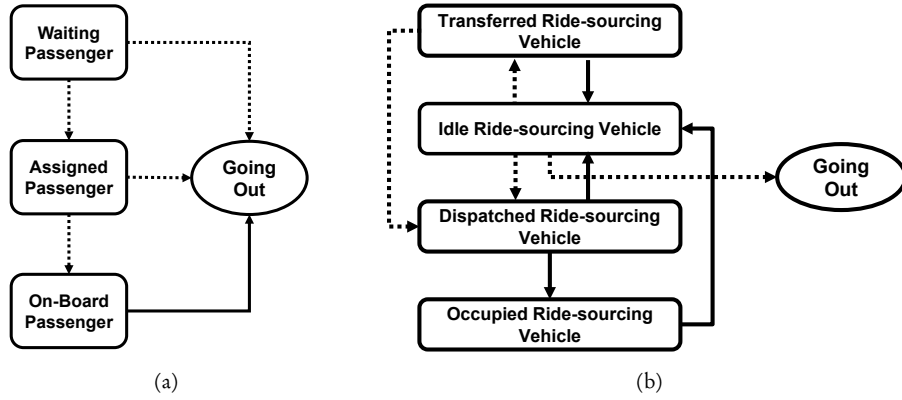 Waiting
Passenger
Assigned
Passenger
On-Board
Passenger
Going
Out
(a)
Transferred Ride-sourcing
Vehicle
Idle Ride-sourcing Vehicle
Dispatched Ride-sourcing
Vehicle
Occupied Ride-sourcing
Vehicle
Going
Out
(b)